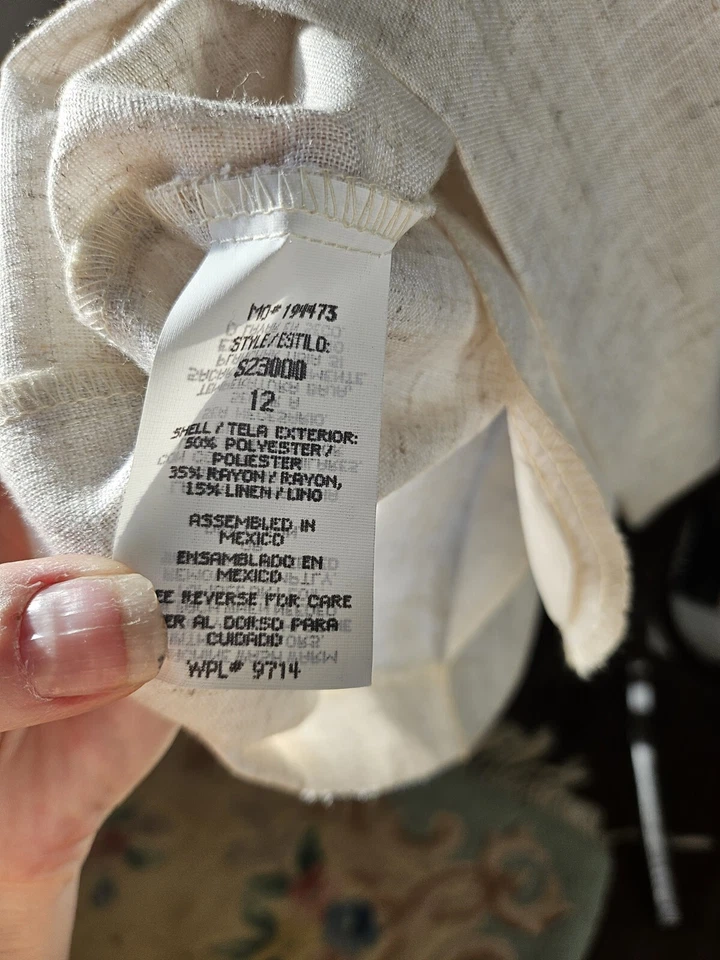 MO# 194473
STYLE/ESTILO:
S23000
12
SHELL / TELA EXTERIOR:
50% POLYESTER /
POLIESTER
35% RAYON / RAYON,
15% LINEN / LINO
ASSEMBLED IN
MEXICO
ENSAMBLADO EN
MEXICO
EE REVERSE FOR CARE
ER AL DORSO PARA
CUIDADO
WPL# 9714